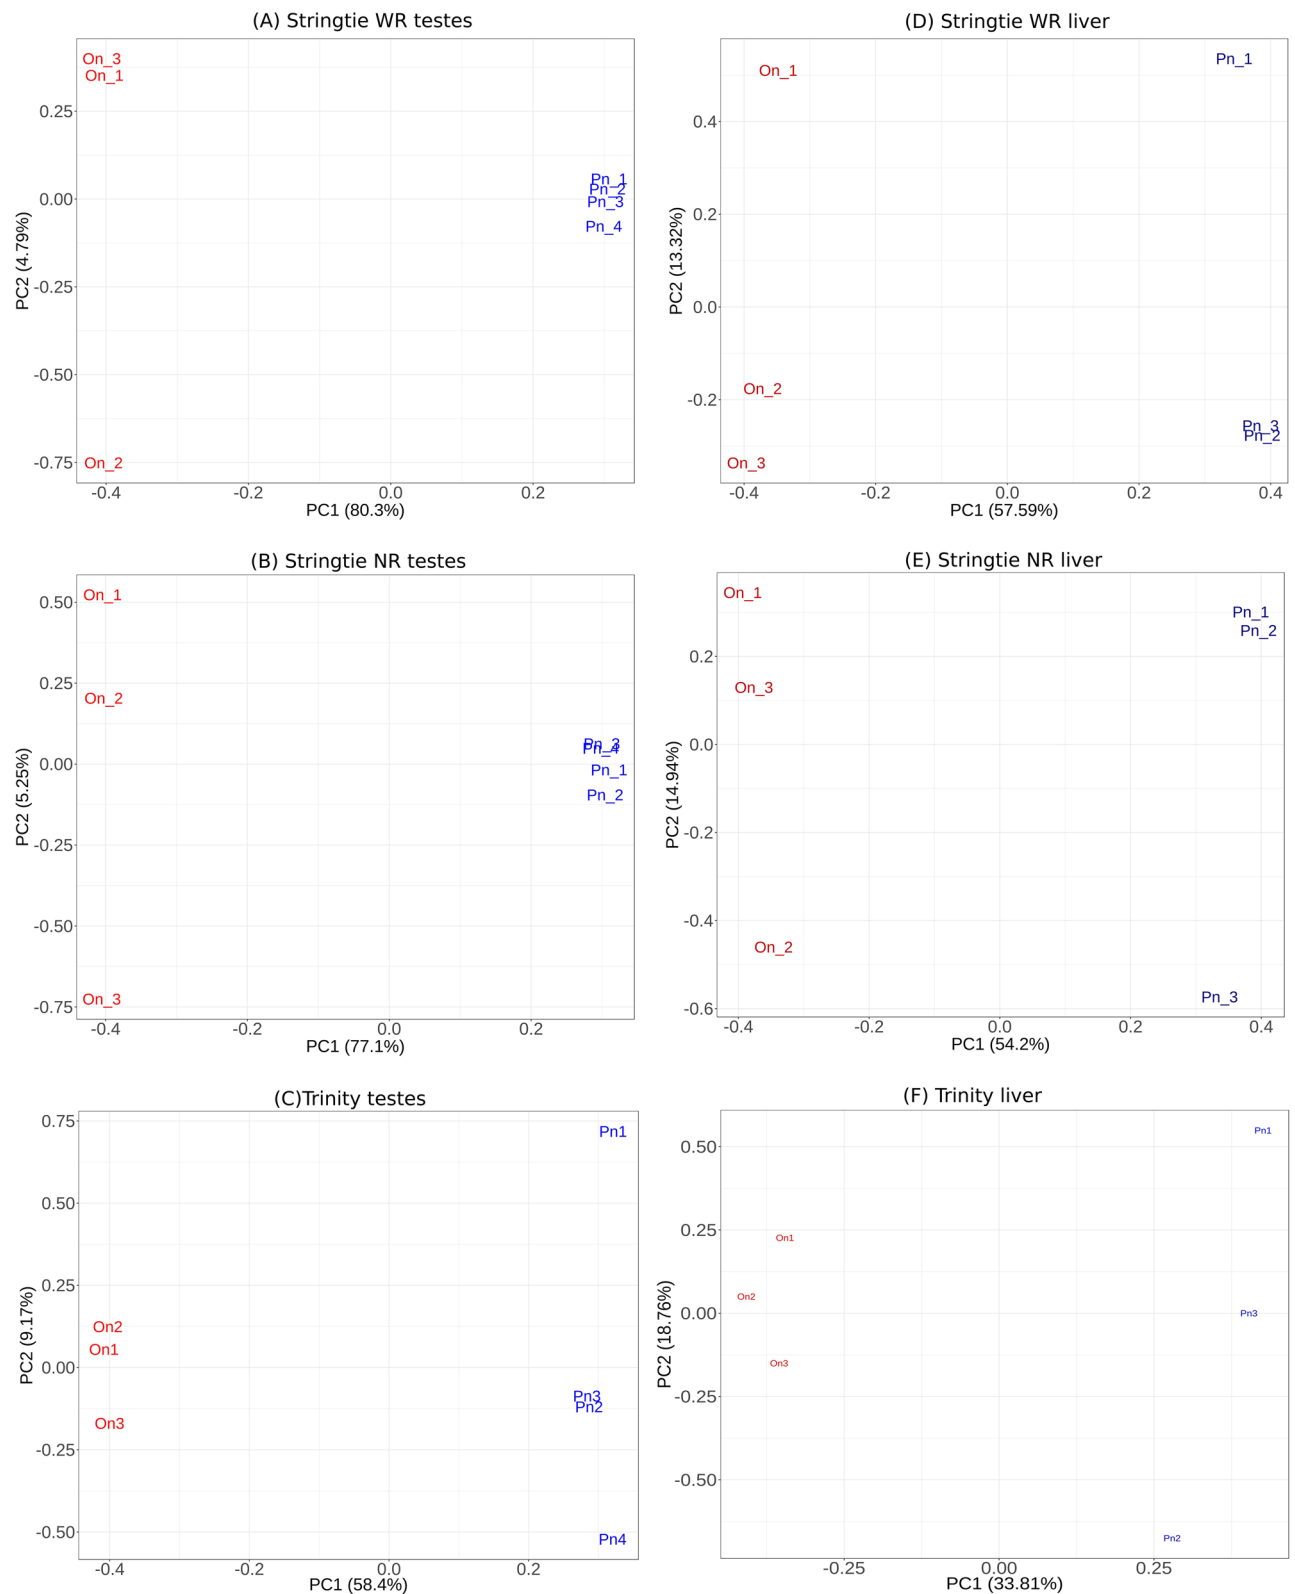 (A) Stringtie WR testes
On_3
On_1
0.25
Pn_1
Pn_2
0.00
Pn_3
Pn_4
PC2 (4.79%)
-0.25
-0.50
On_2
-0.75
-0.4 -0.2 0.0 0.2
PC1 (80.3%)
(D) Stringtie WR liver
Pn_1
On_1
0.4
0.2
PC2 (13.32%)
0.0
On_2
-0.2
Pn_3
Pn_2
On_3
-0.4 -0.2 0.0 0.2 0.4
PC1 (57.59%)
(B) Stringtie NR testes
On_1
0.50
0.25
On_2
Pn_3
Pn_4
0.00
Pn_1
Pn_2
PC2 (5.25%)
-0.25
-0.50
On_3
-0.75
-0.4 -0.2 0.0 0.2
PC1 (77.1%)
(E) Stringtie NR liver
On_1
Pn_1
Pn_2
0.2
On_3
0.0
PC2 (14.94%)
-0.2
-0.4
On_2
Pn_3
-0.6
-0.4 -0.2 0.0 0.2 0.4
PC1 (54.2%)
(C)Trinity testes
0.75
Pn1
0.50
0.25
PC2 (9.17%)
On2
On1
0.00
Pn3
Pn2
On3
-0.25
-0.50
Pn4
-0.4 -0.2 0.0 0.2
PC1 (58.4%)
(F) Trinity liver
Pn1
0.50
0.25
On1
On2
0.00
Pn3
PC2 (18.76%)
On3
-0.25
-0.50
Pn2
-0.25 0.00 0.25
PC1 (33.81%)